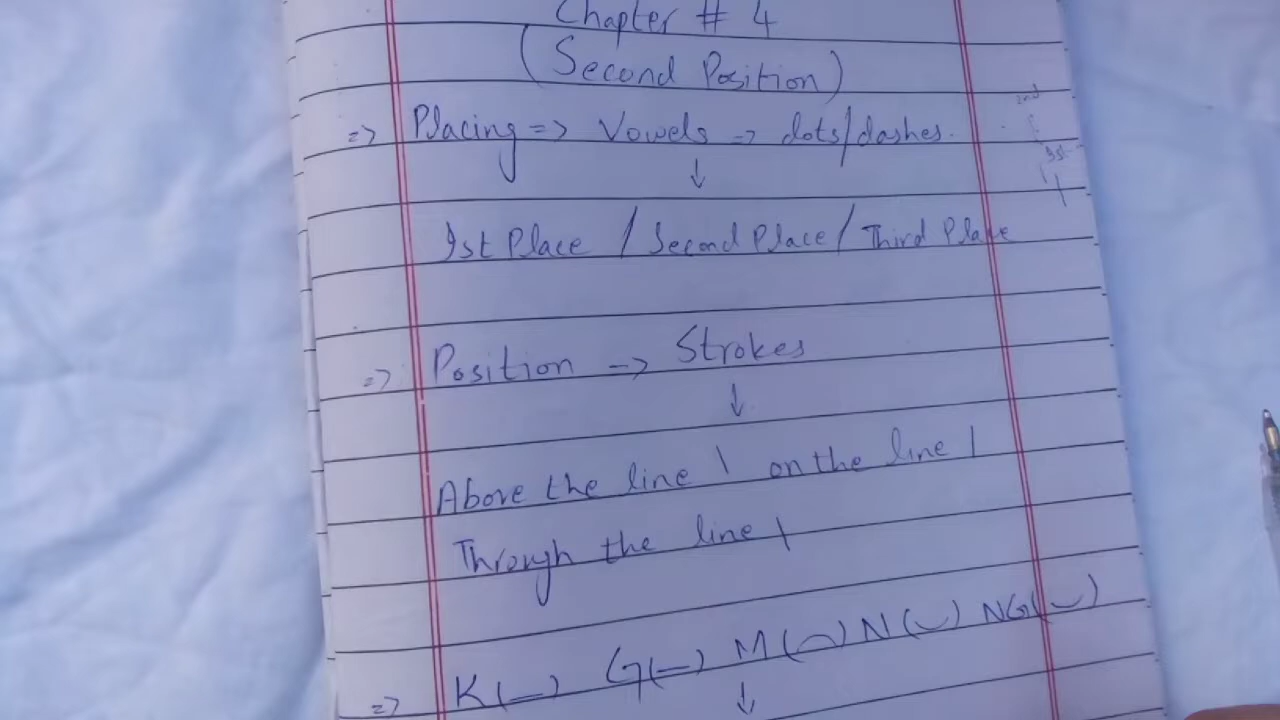 Chapter # 4
(Second Position)
=> Placing => Vowels -> dots/dashes.
↓
1st Place / Second Place / Third Place
=> Position -> Strokes
↓
Above the line \ on the line |
Through the line \
=> K(—) G(—) M(⌒) N(⌣) NG(⌣)
↓